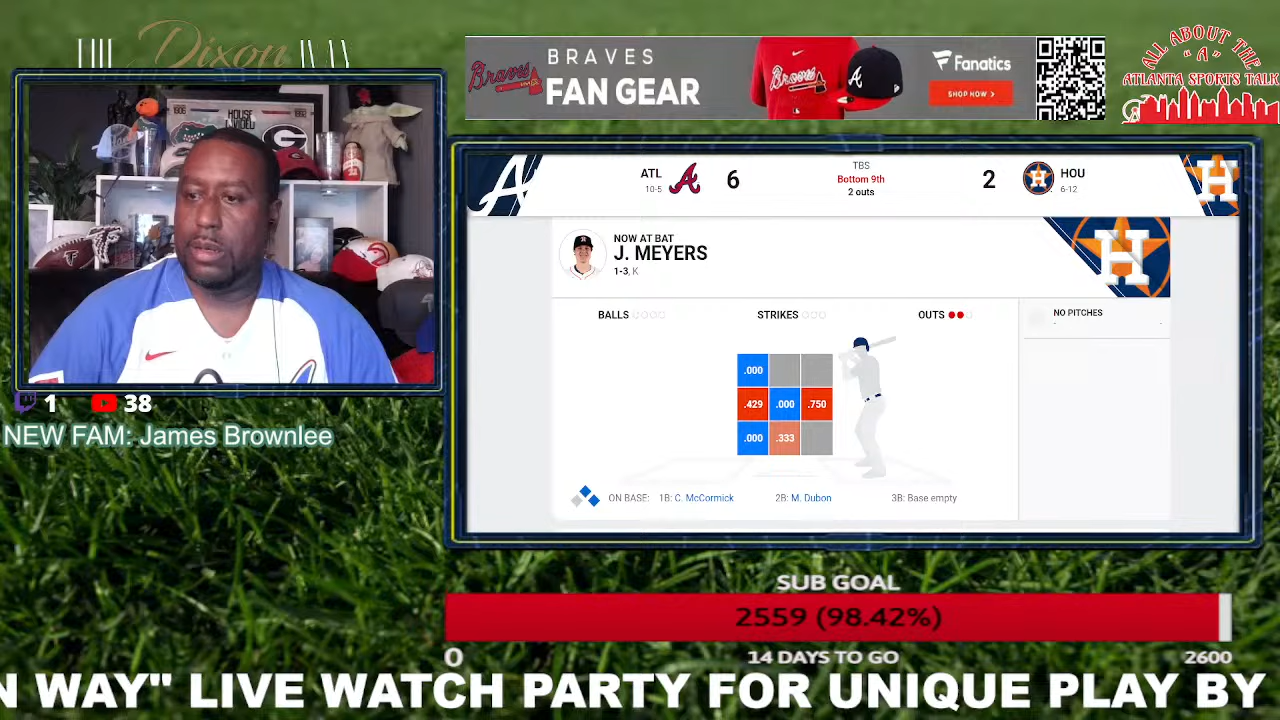 Dixon
BRAVES
FAN GEAR
Braves
Braves
Fanatics
SHOP NOW >
ALL ABOUT THE
"A"
ATLANTA SPORTS TALK
HOUSE
DIVIDED
G
ATL
10-5
6
TBS
Bottom 9th
2 outs
2
HOU
6-12
NOW AT BAT
J. MEYERS
1-3, K
BALLS
STRIKES
OUTS
NO PITCHES
.000
.429
.000
.750
.000
.333
ON BASE: 1B: C. McCormick 2B: M. Dubon 3B: Base empty
1
38
NEW FAM: James Brownlee
SUB GOAL
2559 (98.42%)
0
14 DAYS TO GO
2600
N WAY" LIVE WATCH PARTY FOR UNIQUE PLAY BY